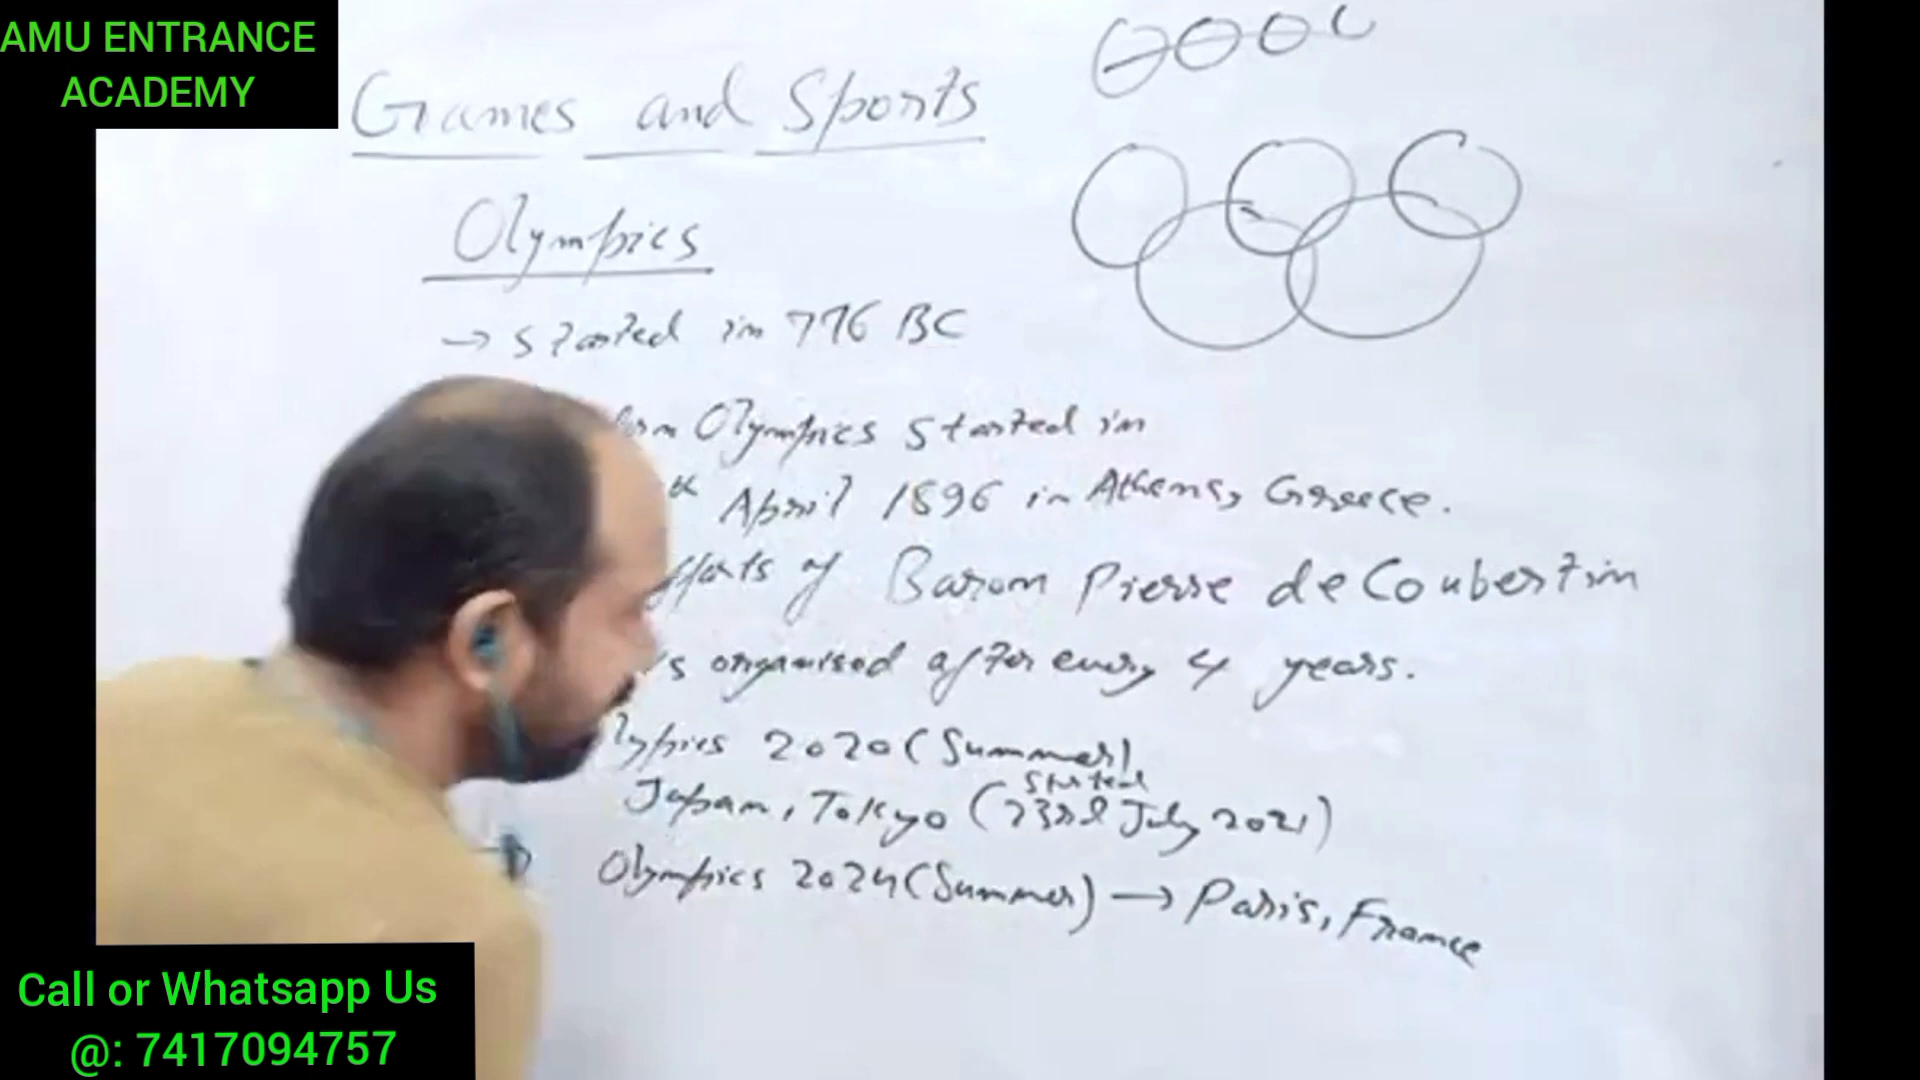 AMU ENTRANCE
ACADEMY
Games and Sports
Olympics
→ Started in 776 BC
Olympics started in
April 1896 in Athens, Greece.
of Baron Pierre de Coubertin
organised after every 4 years.
2020 (Summer)
Started
Japan, Tokyo (23rd July 2021)
Olympics 2024 (Summer) → Paris, France
Call or Whatsapp Us
@: 7417094757